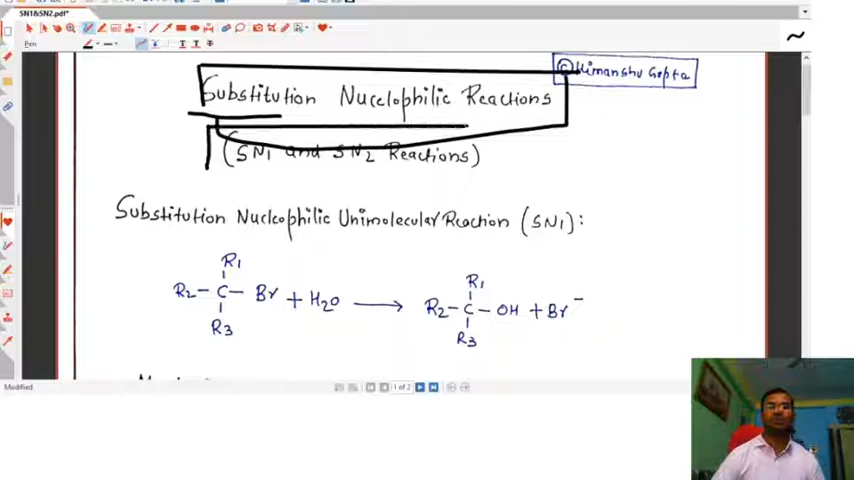 SN1&SN2.pdf*
Pen
© Himanshu Gupta
Substitution Nucleophilic Reactions
(SN1 and SN2 Reactions)
Substitution Nucleophilic Unimolecular Reaction (SN1):
R1 R1
R2-C-Br + H2O → R2-C-OH + Br-
R3 R3
Modified
1 of 2